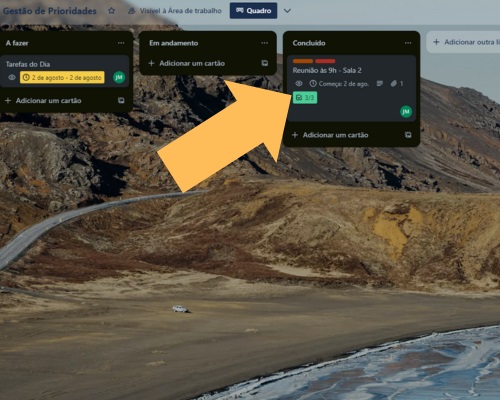 Gestão de Prioridades
Visível à Área de trabalho
Quadro
A fazer
Tarefas do Dia
2 de agosto - 2 de agosto
JM
+ Adicionar um cartão
Em andamento
+ Adicionar um cartão
Concluído
Reunião às 9h - Sala 2
Começa: 2 de ago.
1
3/3
JM
+ Adicionar um cartão
+ Adicionar outra